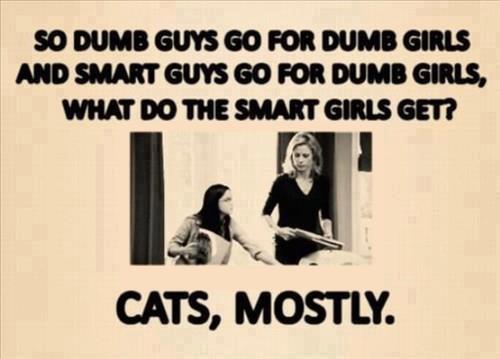 SO DUMB GUYS GO FOR DUMB GIRLS
AND SMART GUYS GO FOR DUMB GIRLS,
WHAT DO THE SMART GIRLS GET?
CATS, MOSTLY.